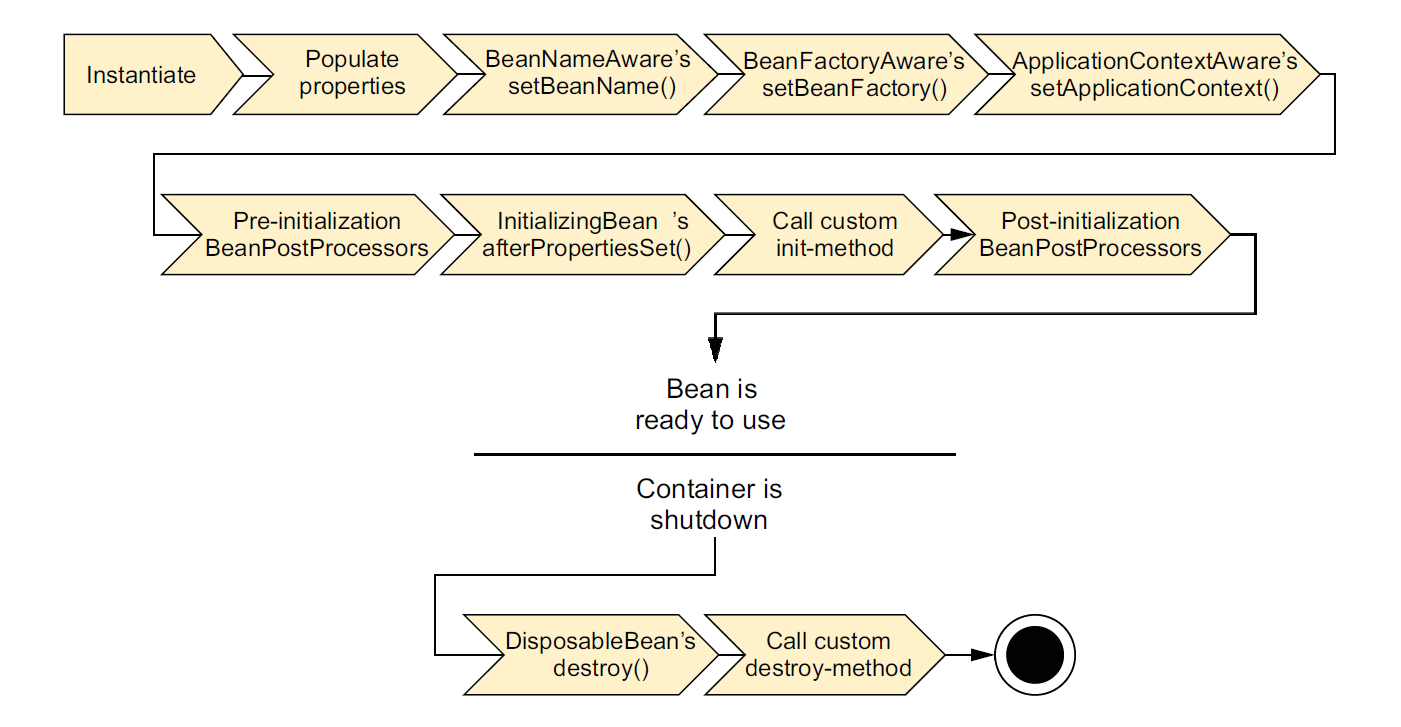 Instantiate
Populate
properties
BeanNameAware’s
setBeanName()
BeanFactoryAware’s
setBeanFactory()
ApplicationContextAware’s
setApplicationContext()
Pre-initialization
BeanPostProcessors
InitializingBean ’s
afterPropertiesSet()
Call custom
init-method
Post-initialization
BeanPostProcessors
Bean is
ready to use
Container is
shutdown
DisposableBean’s
destroy()
Call custom
destroy-method